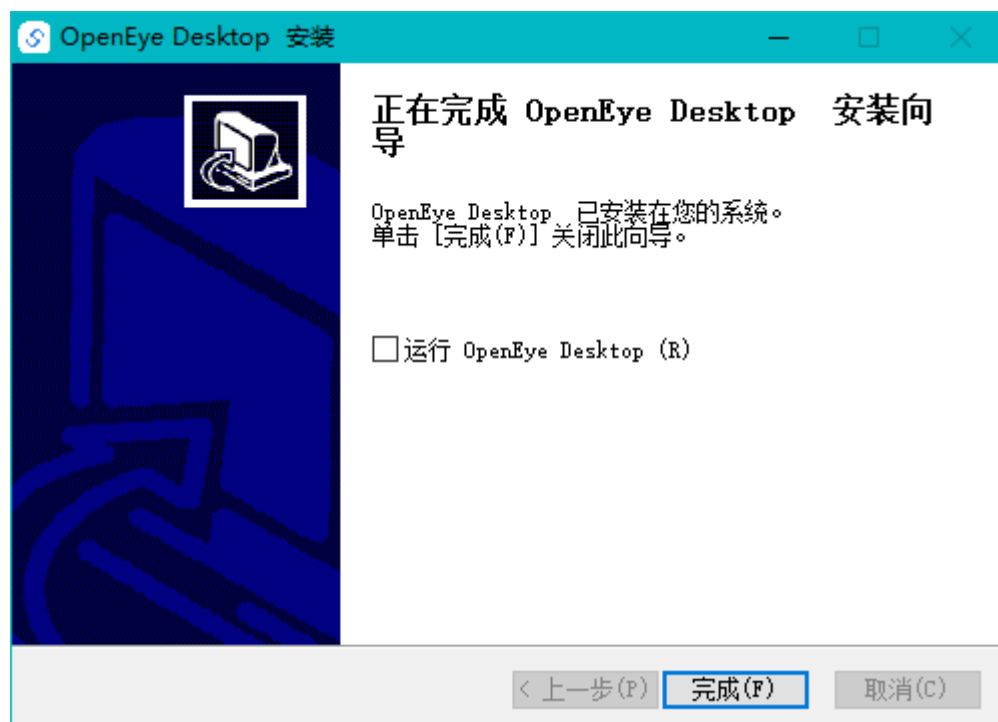 OpenEye Desktop 安装
正在完成 OpenEye Desktop 安装向
导
OpenEye Desktop 已安装在您的系统。
单击 [完成(F)] 关闭此向导。
运行 OpenEye Desktop (R)
< 上一步(P) 完成(F) 取消(C)